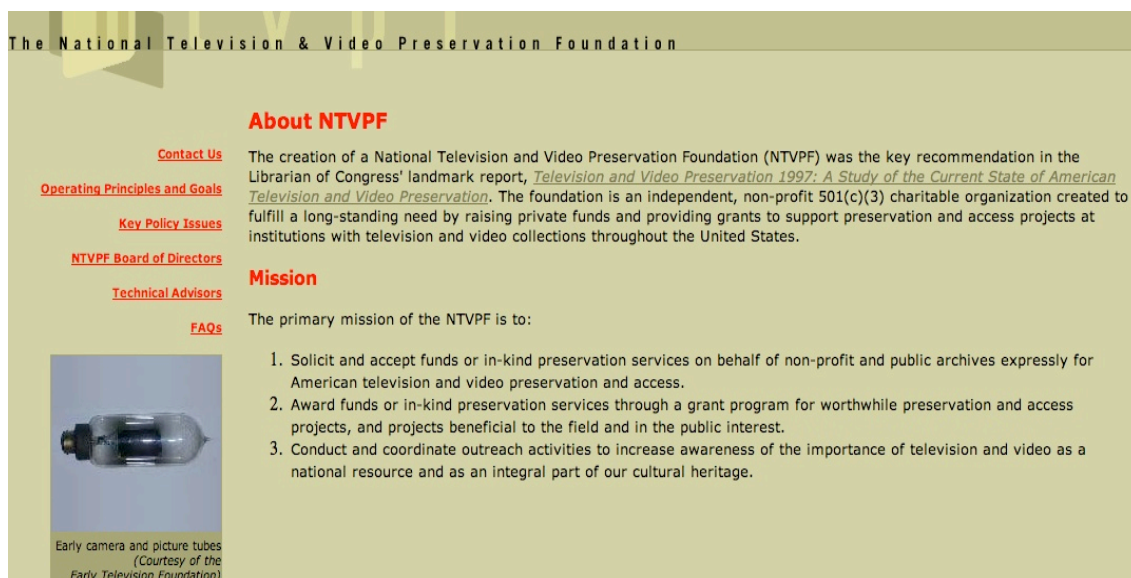 The National Television & Video Preservation Foundation
Contact Us
Operating Principles and Goals
Key Policy Issues
NTVPF Board of Directors
Technical Advisors
FAQs
Early camera and picture tubes
(Courtesy of the
Early Television Foundation)
About NTVPF
The creation of a National Television and Video Preservation Foundation (NTVPF) was the key recommendation in the
Librarian of Congress' landmark report, Television and Video Preservation 1997: A Study of the Current State of American
Television and Video Preservation. The foundation is an independent, non-profit 501(c)(3) charitable organization created to
fulfill a long-standing need by raising private funds and providing grants to support preservation and access projects at
institutions with television and video collections throughout the United States.
Mission
The primary mission of the NTVPF is to:
1. Solicit and accept funds or in-kind preservation services on behalf of non-profit and public archives expressly for
American television and video preservation and access.
2. Award funds or in-kind preservation services through a grant program for worthwhile preservation and access
projects, and projects beneficial to the field and in the public interest.
3. Conduct and coordinate outreach activities to increase awareness of the importance of television and video as a
national resource and as an integral part of our cultural heritage.